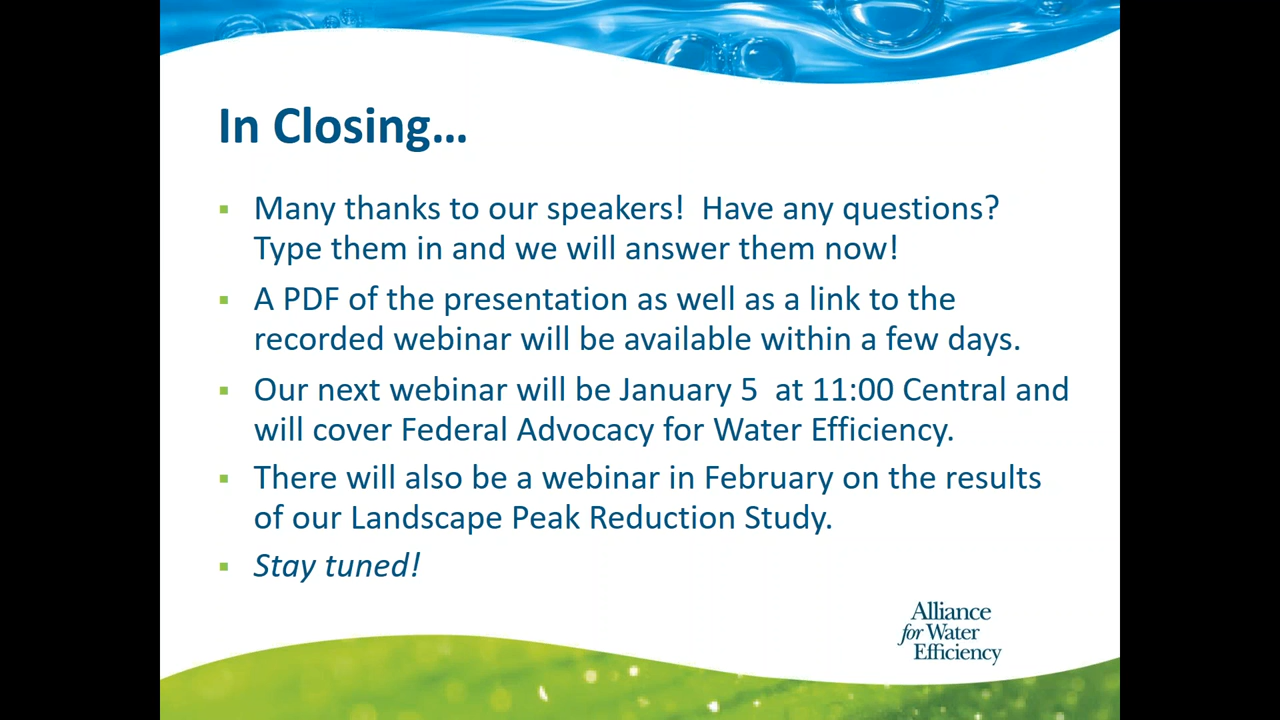 In Closing…
Many thanks to our speakers!  Have any questions?
Type them in and we will answer them now!
A PDF of the presentation as well as a link to the
recorded webinar will be available within a few days.
Our next webinar will be January 5  at 11:00 Central and
will cover Federal Advocacy for Water Efficiency.
There will also be a webinar in February on the results
of our Landscape Peak Reduction Study.
Stay tuned!
Alliance
for Water
Efficiency